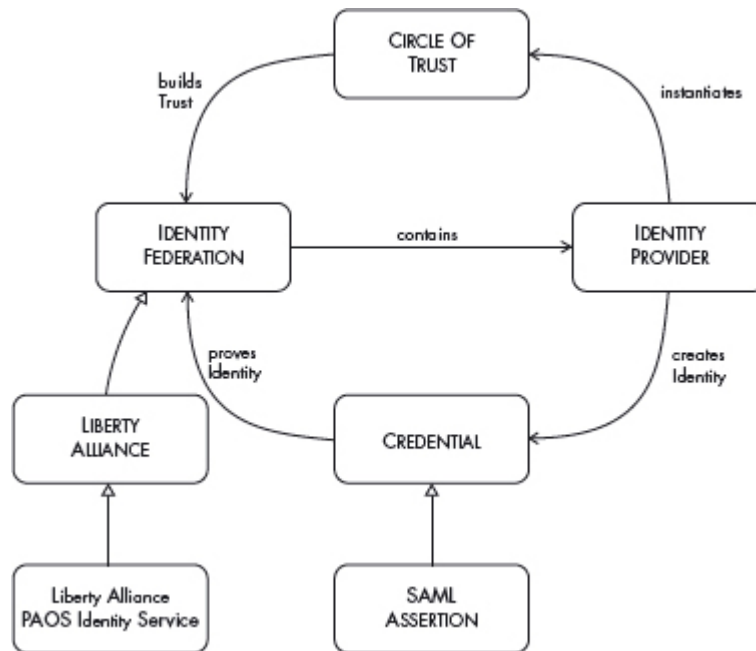 CIRCLE OF
TRUST
builds
Trust
instantiates
IDENTITY
FEDERATION
contains
IDENTITY
PROVIDER
proves
Identity
creates
Identity
LIBERTY
ALLIANCE
CREDENTIAL
Liberty Alliance
PAOS Identity Service
SAML
ASSERTION